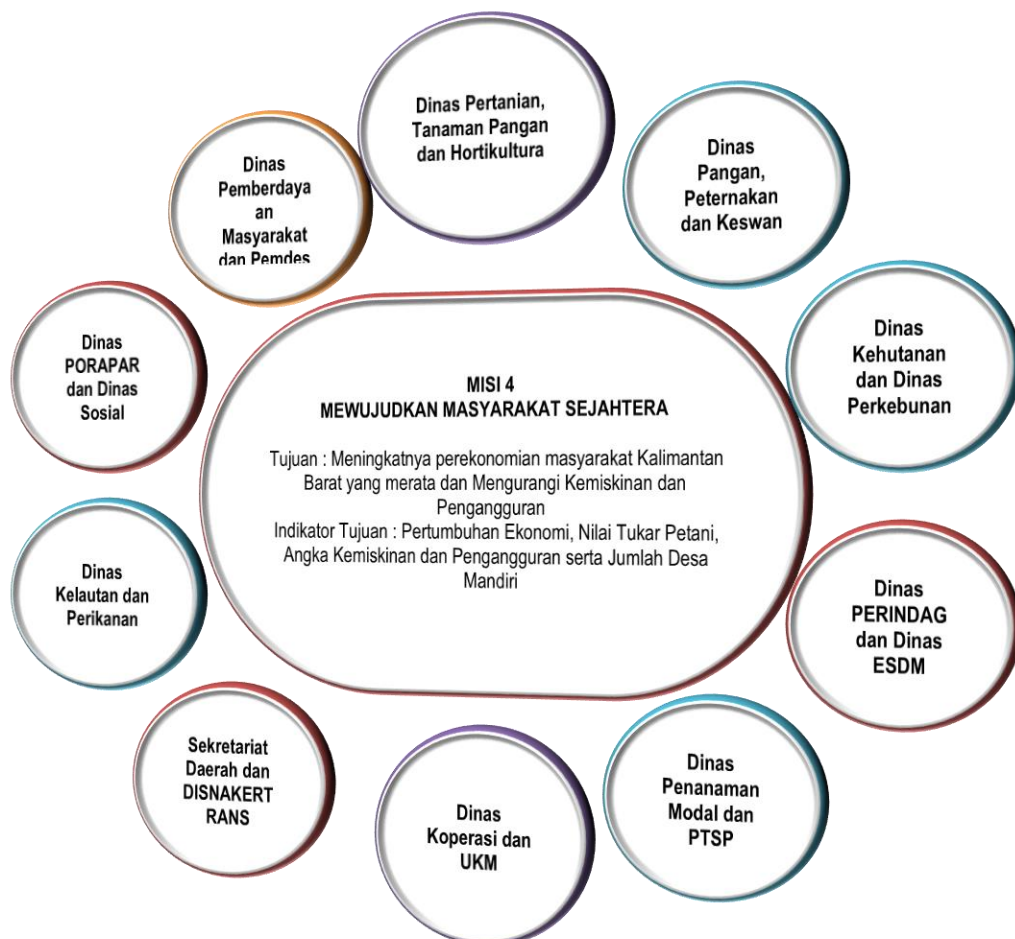 Dinas Pertanian,
Tanaman Pangan
dan Hortikultura
Dinas
Pangan,
Peternakan
dan Keswan
Dinas
Kehutanan
dan Dinas
Perkebunan
Dinas
PERINDAG
dan Dinas
ESDM
Dinas
Penanaman
Modal dan
PTSP
Dinas
Koperasi dan
UKM
Sekretariat
Daerah dan
DISNAKERT
RANS
Dinas
Kelautan dan
Perikanan
Dinas
PORAPAR
dan Dinas
Sosial
Dinas
Pemberdaya
an
Masyarakat
dan Pemdes
MISI 4
MEWUJUDKAN MASYARAKAT SEJAHTERA
Tujuan : Meningkatnya perekonomian masyarakat Kalimantan
Barat yang merata dan Mengurangi Kemiskinan dan
Pengangguran
Indikator Tujuan : Pertumbuhan Ekonomi, Nilai Tukar Petani,
Angka Kemiskinan dan Pengangguran serta Jumlah Desa
Mandiri